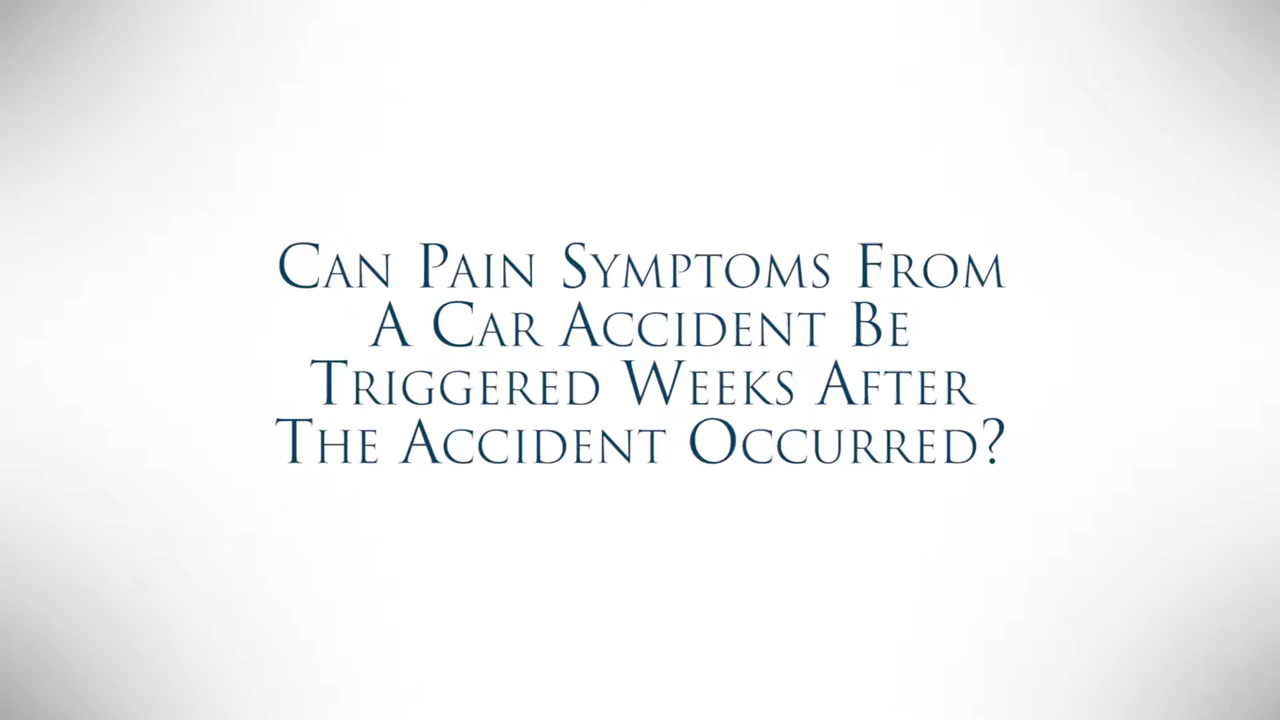 Can Pain Symptoms From
A Car Accident Be
Triggered Weeks After
The Accident Occurred?